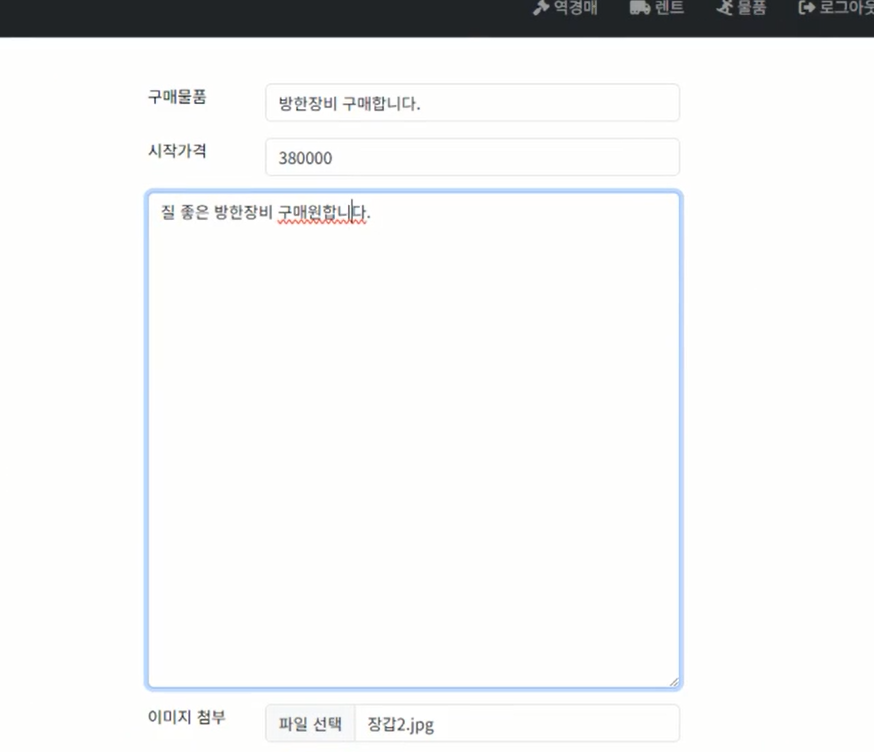 역경매 렌트 물품 로그아웃
구매물품 방한장비 구매합니다.
시작가격 380000
질 좋은 방한장비 구매원합니다.
이미지 첨부 파일 선택 장갑2.jpg